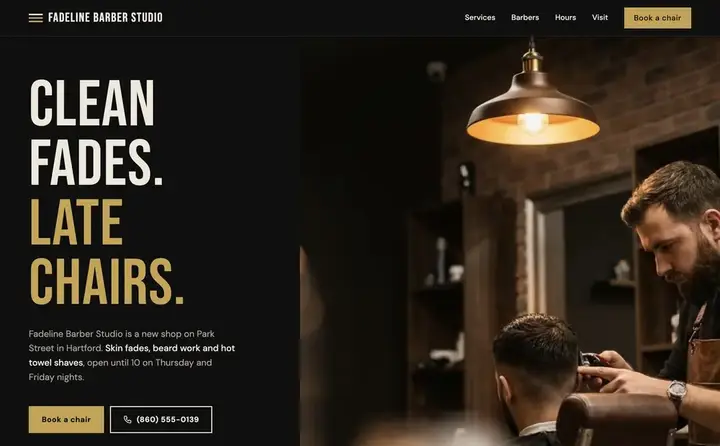 FADELINE BARBER STUDIO
Services
Barbers
Hours
Visit
Book a chair
CLEAN
FADES.
LATE
CHAIRS.
Fadeline Barber Studio is a new shop on Park
Street in Hartford. Skin fades, beard work and hot
towel shaves, open until 10 on Thursday and
Friday nights.
Book a chair
(860) 555-0139